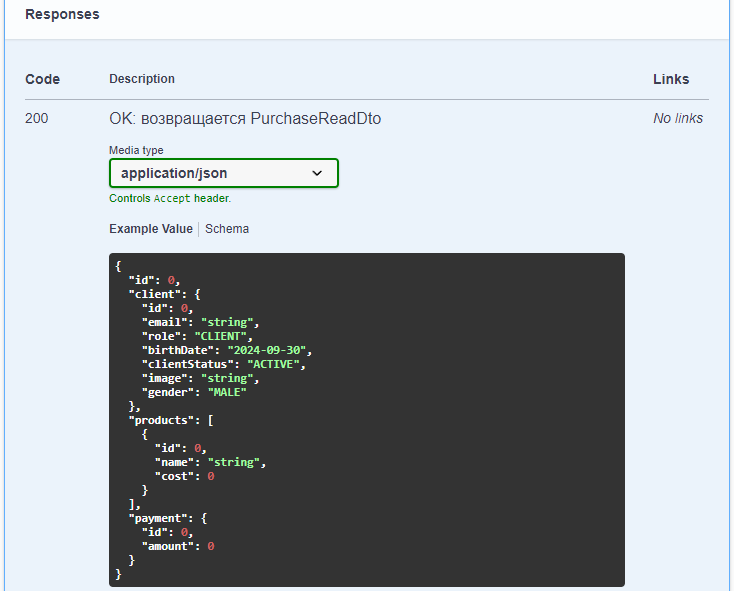 Responses
Code Description Links
200 OK: возвращается PurchaseReadDto No links
Media type
application/json
Controls Accept header.
Example Value Schema
{
  "id": 0,
  "client": {
    "id": 0,
    "email": "string",
    "role": "CLIENT",
    "birthDate": "2024-09-30",
    "clientStatus": "ACTIVE",
    "image": "string",
    "gender": "MALE"
  },
  "products": [
    {
      "id": 0,
      "name": "string",
      "cost": 0
    }
  ],
  "payment": {
    "id": 0,
    "amount": 0
  }
}